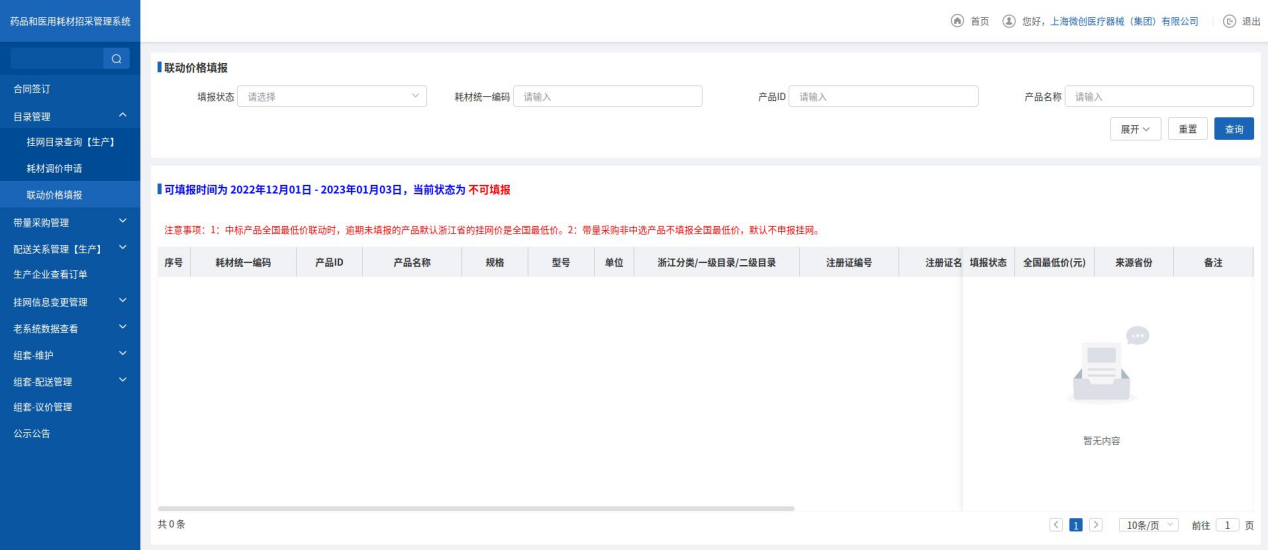 药品和医用耗材招采管理系统
首页 您好，上海微创医疗器械（集团）有限公司 退出
合同签订
目录管理
挂网目录查询【生产】
耗材调价申请
联动价格填报
带量采购管理
配送关系管理【生产】
生产企业查看订单
挂网信息变更管理
老系统数据查看
组套-维护
组套-配送管理
组套-议价管理
公示公告
联动价格填报
填报状态 请选择 耗材统一编码 请输入 产品ID 请输入 产品名称 请输入
展开 重置 查询
可填报时间为 2022年12月01日 - 2023年01月03日，当前状态为 不可填报
注意事项：1：中标产品全国最低价联动时，逾期未填报的产品默认浙江省的挂网价是全国最低价。2：带量采购非中选产品不填报全国最低价，默认不申报挂网。
序号 耗材统一编码 产品ID 产品名称 规格 型号 单位 浙江分类/一级目录/二级目录 注册证编号 注册证名 填报状态 全国最低价(元) 来源省份 备注
暂无内容
共 0 条 1 10条/页 前往 1 页